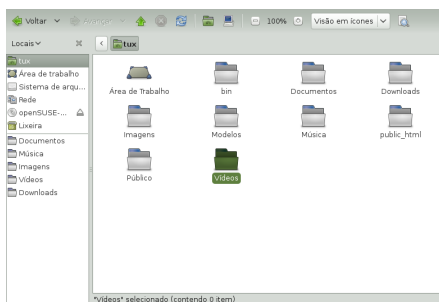 Voltar Avançar 100% Visão em ícones
Locais tux
tux
Área de trabalho
Sistema de arqu...
Rede
openSUSE-...
Lixeira
Documentos
Música
Imagens
Vídeos
Downloads
Área de Trabalho bin Documentos Downloads
Imagens Modelos Música public_html
Público Vídeos
"Vídeos" selecionado (contendo 0 item)